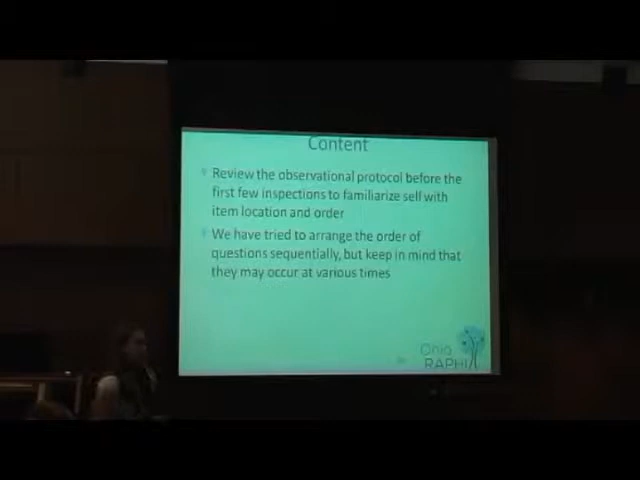 Content
Review the observational protocol before the
first few inspections to familiarize self with
item location and order
We have tried to arrange the order of
questions sequentially, but keep in mind that
they may occur at various times
Ohio
RAPHI